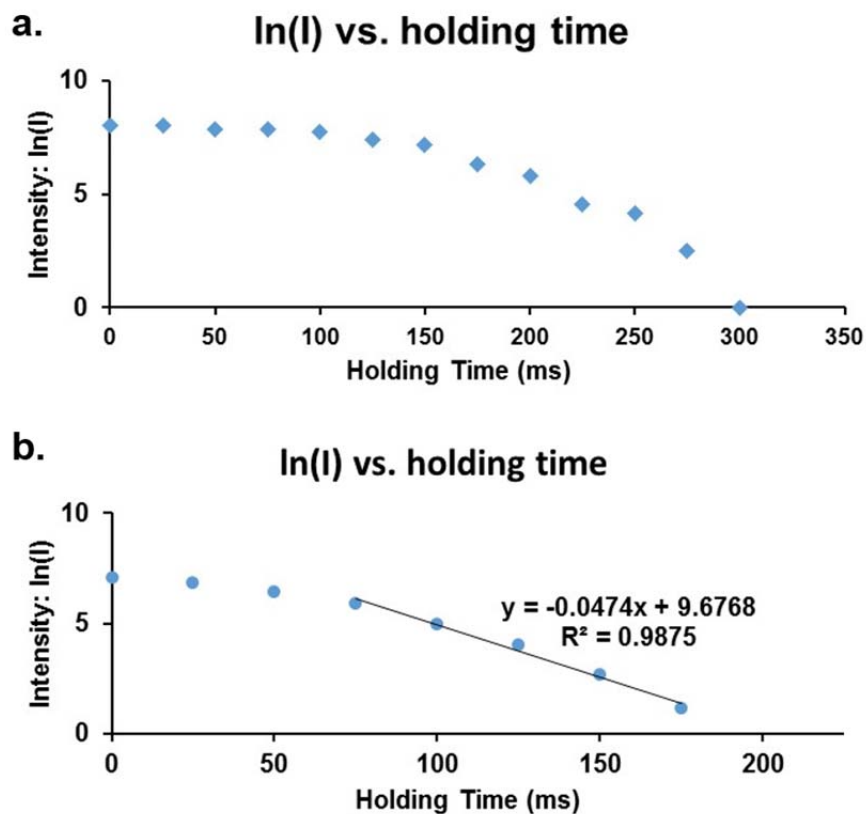 a.
ln(I) vs. holding time
Intensity: ln(I)
10
5
0
0 50 100 150 200 250 300 350
Holding Time (ms)
b.
ln(I) vs. holding time
Intensity: ln(I)
10
5
0
y = -0.0474x + 9.6768
R² = 0.9875
0 50 100 150 200
Holding Time (ms)